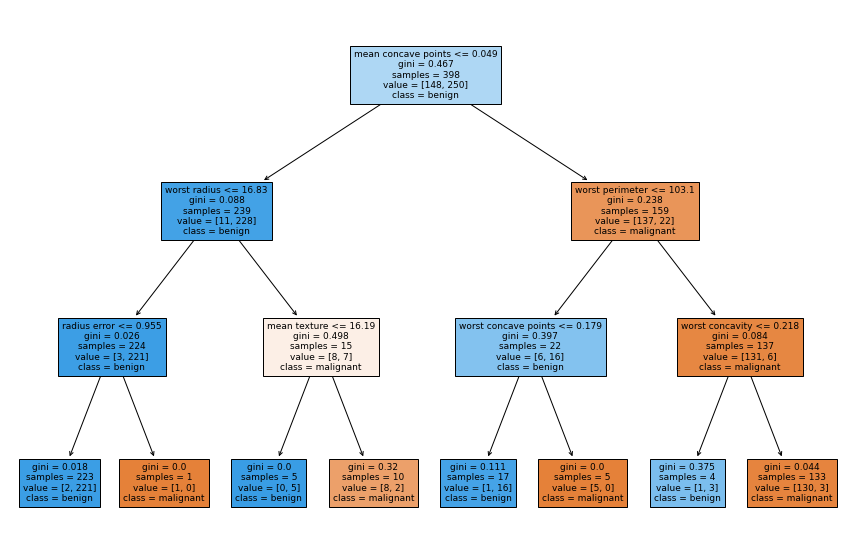 mean concave points <= 0.049
gini = 0.467
samples = 398
value = [148, 250]
class = benign
worst radius <= 16.83
gini = 0.088
samples = 239
value = [11, 228]
class = benign
worst perimeter <= 103.1
gini = 0.238
samples = 159
value = [137, 22]
class = malignant
radius error <= 0.955
gini = 0.026
samples = 224
value = [3, 221]
class = benign
mean texture <= 16.19
gini = 0.498
samples = 15
value = [8, 7]
class = malignant
worst concave points <= 0.179
gini = 0.397
samples = 22
value = [6, 16]
class = benign
worst concavity <= 0.218
gini = 0.084
samples = 137
value = [131, 6]
class = malignant
gini = 0.018
samples = 223
value = [2, 221]
class = benign
gini = 0.0
samples = 1
value = [1, 0]
class = malignant
gini = 0.0
samples = 5
value = [0, 5]
class = benign
gini = 0.32
samples = 10
value = [8, 2]
class = malignant
gini = 0.111
samples = 17
value = [1, 16]
class = benign
gini = 0.0
samples = 5
value = [5, 0]
class = malignant
gini = 0.375
samples = 4
value = [1, 3]
class = benign
gini = 0.044
samples = 133
value = [130, 3]
class = malignant